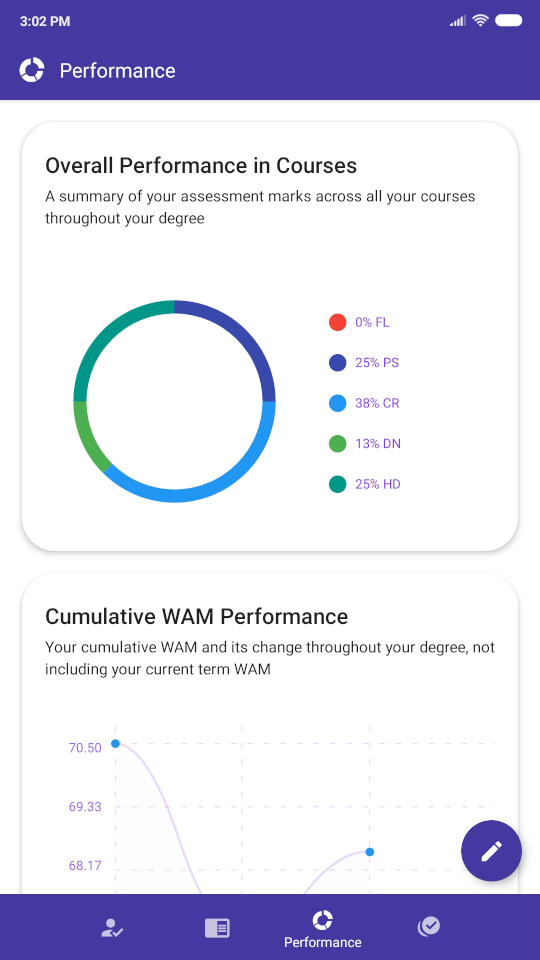 3:02 PM
Performance
Overall Performance in Courses
A summary of your assessment marks across all your courses
throughout your degree
0% FL
25% PS
38% CR
13% DN
25% HD
Cumulative WAM Performance
Your cumulative WAM and its change throughout your degree, not
including your current term WAM
70.50
69.33
68.17
Performance